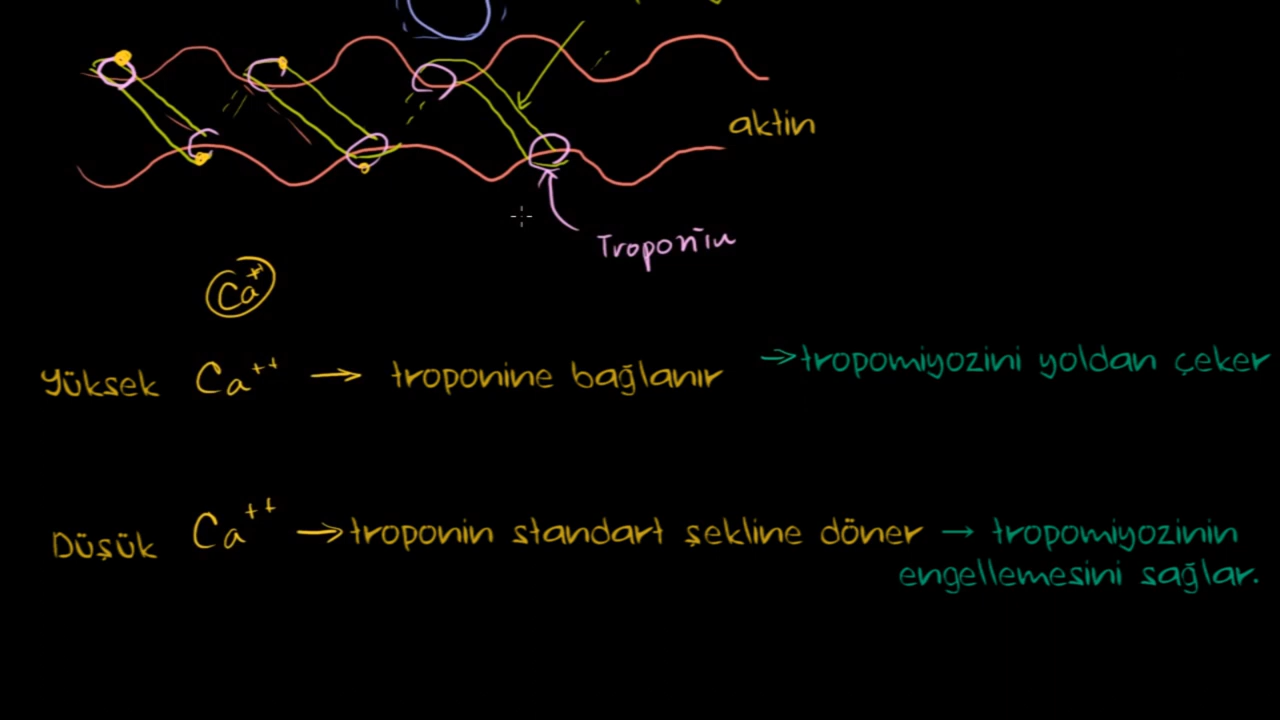 aktin
Troponin
Ca⁺
Yüksek Ca⁺⁺ → troponine bağlanır → tropomiyozini yoldan çeker
Düşük Ca⁺⁺ → troponin standart şekline döner → tropomiyozinin
engellemesini sağlar.